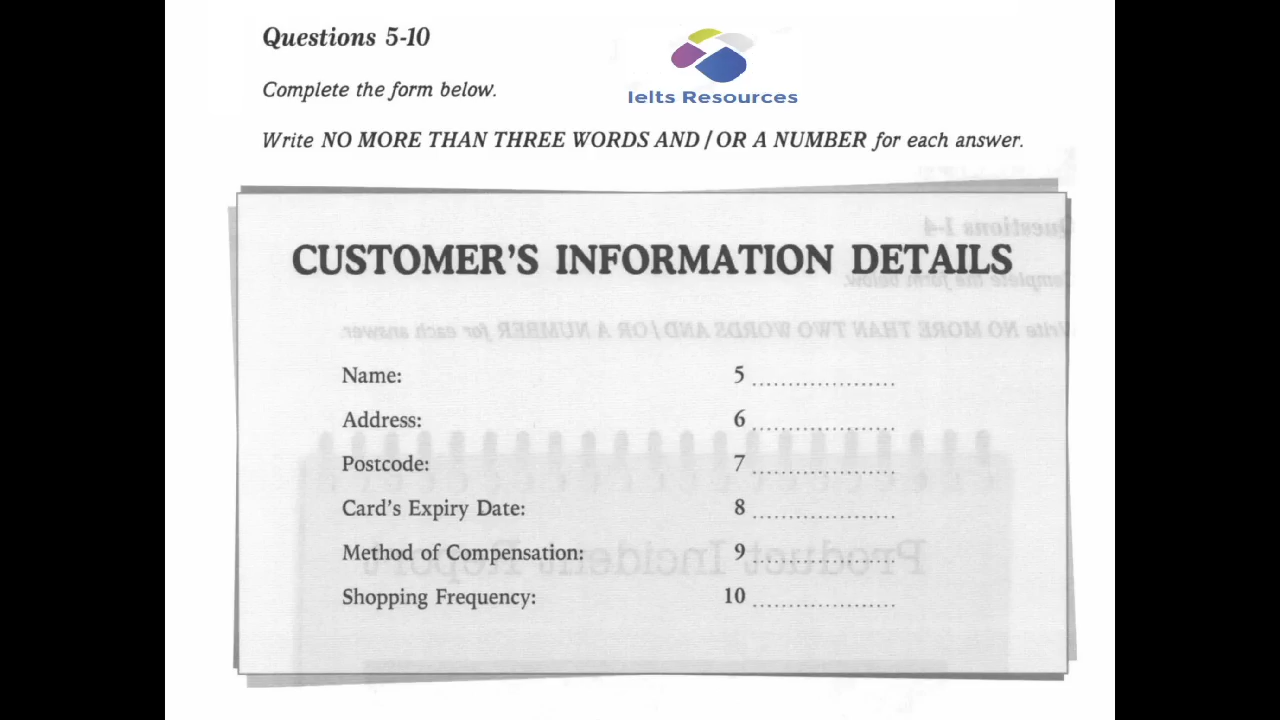 Questions 5-10
Ielts Resources
Complete the form below.
Write NO MORE THAN THREE WORDS AND / OR A NUMBER for each answer.
CUSTOMER'S INFORMATION DETAILS
Name: 5 ....................
Address: 6 ....................
Postcode: 7 ....................
Card's Expiry Date: 8 ....................
Method of Compensation: 9 ....................
Shopping Frequency: 10 ....................